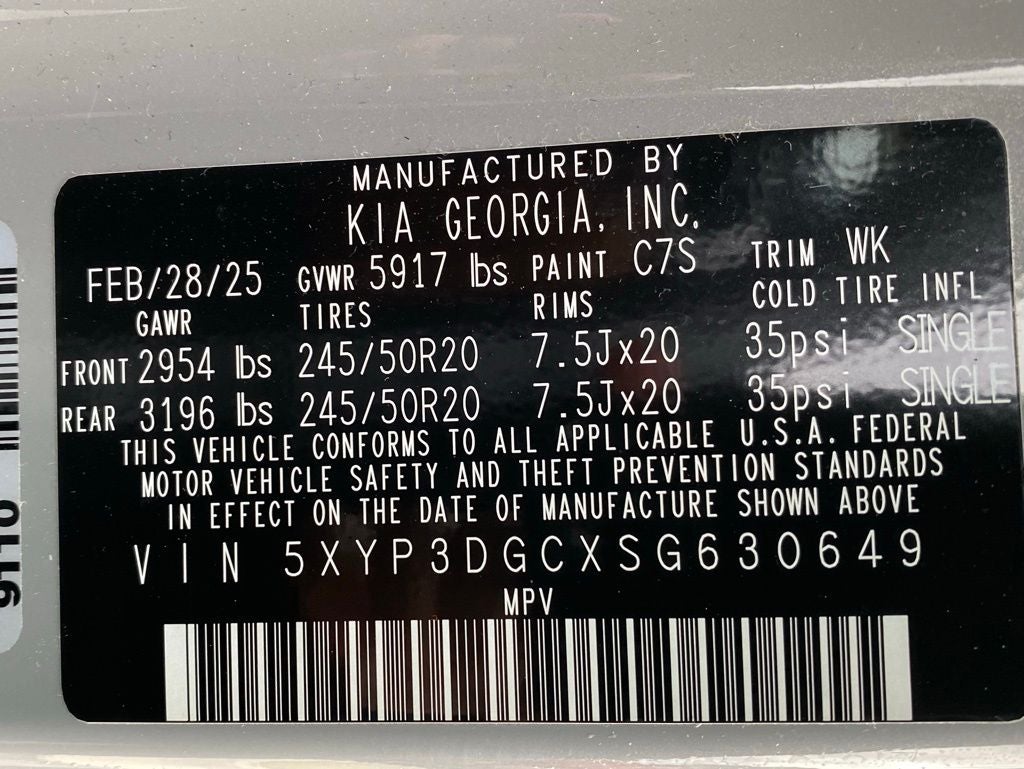 MANUFACTURED BY
KIA GEORGIA, INC.
FEB/28/25 GVWR 5917 lbs PAINT C7S TRIM WK
GAWR TIRES RIMS COLD TIRE INFL
FRONT 2954 lbs 245/50R20 7.5Jx20 35psi SINGLE
REAR 3196 lbs 245/50R20 7.5Jx20 35psi SINGLE
THIS VEHICLE CONFORMS TO ALL APPLICABLE U.S.A. FEDERAL
MOTOR VEHICLE SAFETY AND THEFT PREVENTION STANDARDS
IN EFFECT ON THE DATE OF MANUFACTURE SHOWN ABOVE
VIN 5XYP3DGCXSG630649
MPV